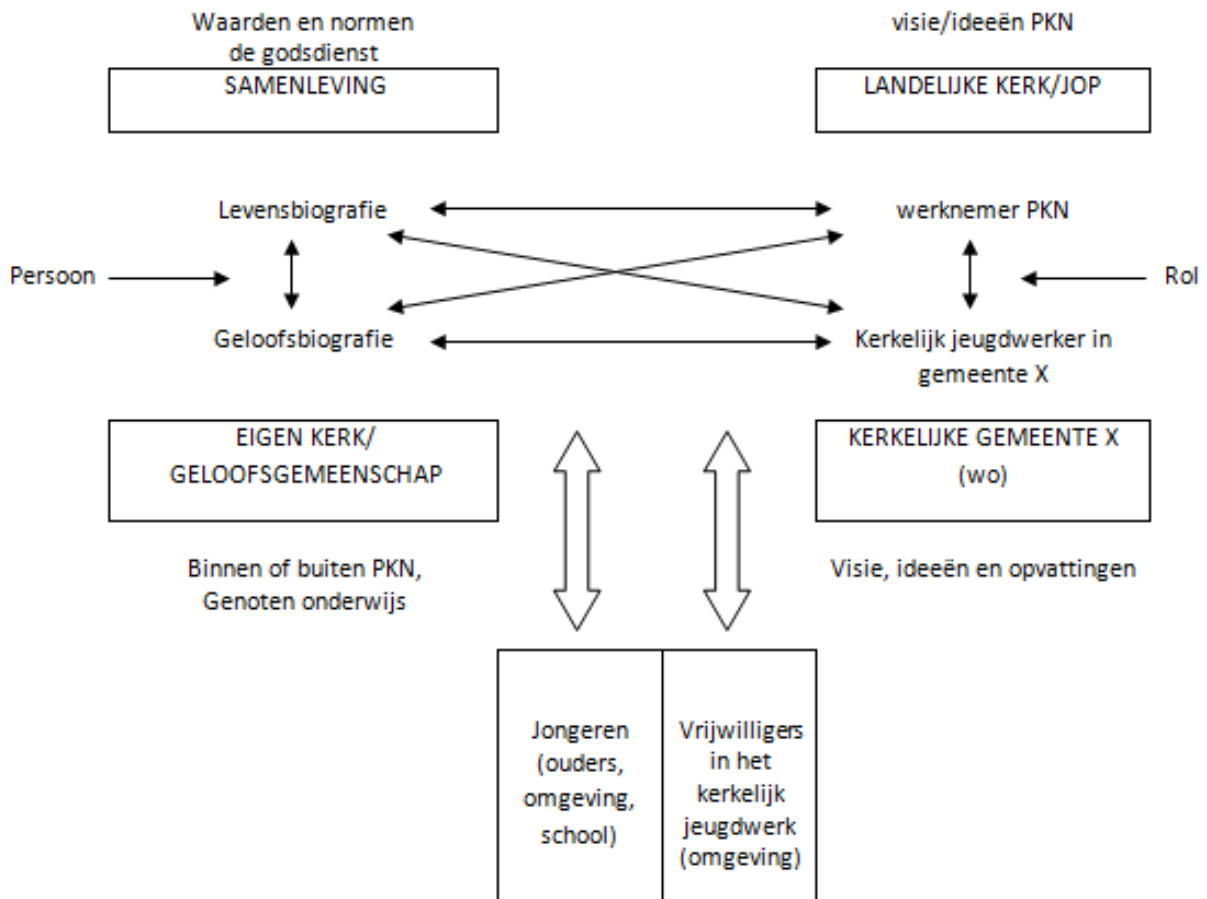 Waarden en normen
de godsdienst
SAMENLEVING
visie/ideeën PKN
LANDELIJKE KERK/JOP
Levensbiografie
werknemer PKN
Persoon
Rol
Geloofsbiografie
Kerkelijk jeugdwerker in
gemeente X
EIGEN KERK/
GELOOFSGEMEENSCHAP
KERKELIJKE GEMEENTE X
(wo)
Binnen of buiten PKN,
Genoten onderwijs
Visie, ideeën en opvattingen
Jongeren
(ouders,
omgeving,
school)
Vrijwilligers
in het
kerkelijk
jeugdwerk
(omgeving)